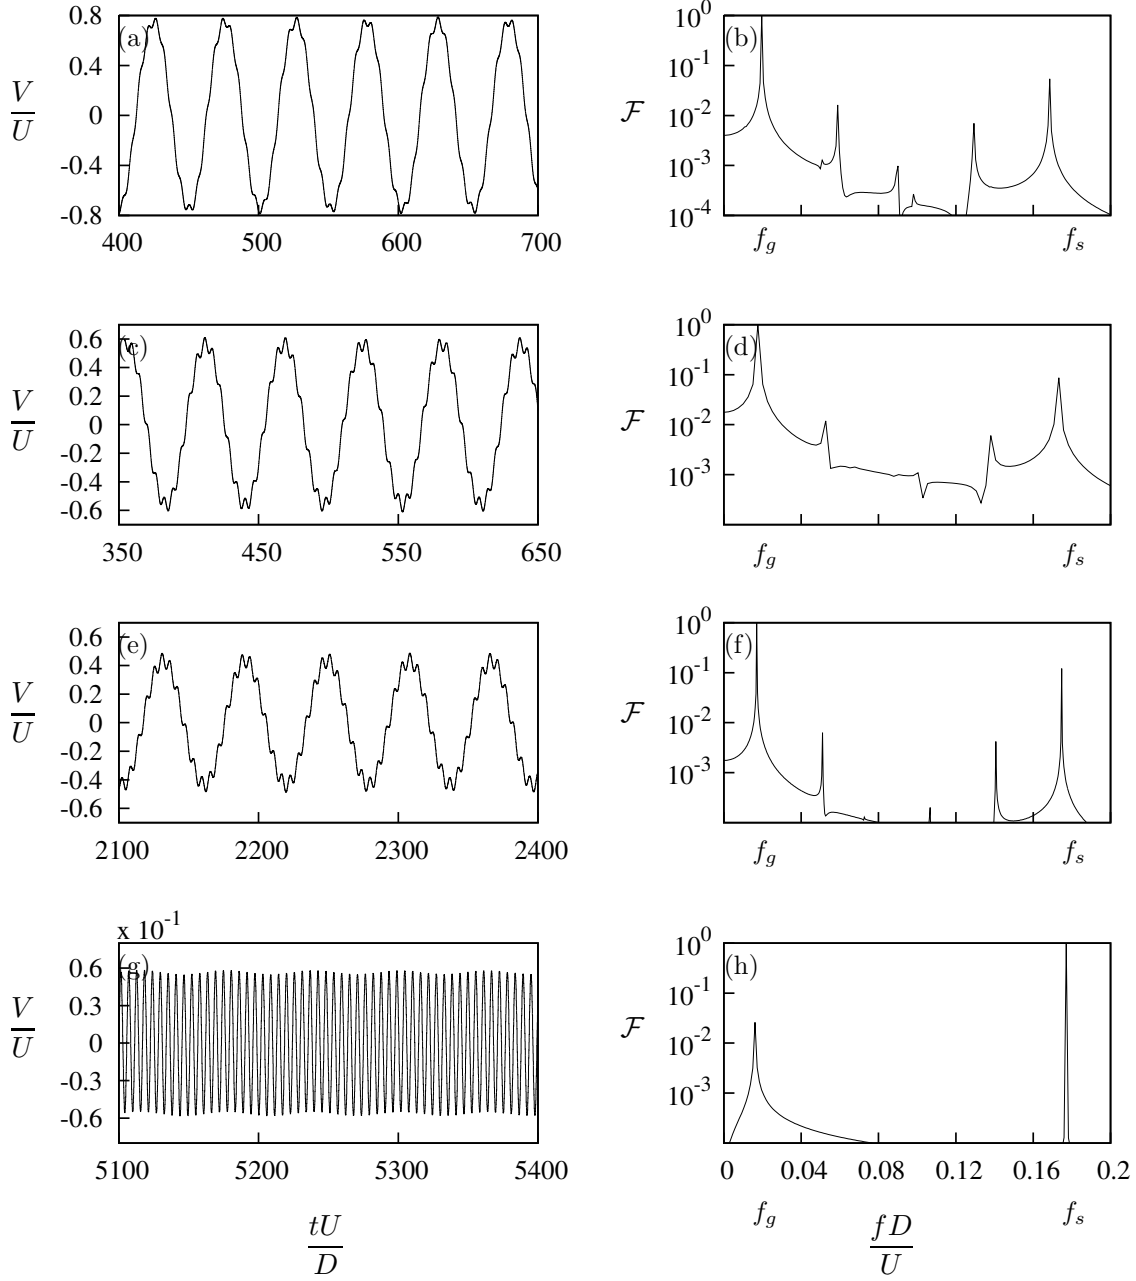 0.8 (a) 0.4 0 -0.4 -0.8
V/U
400 500 600 700
10^0 (b) 10^-1 10^-2 10^-3 10^-4
ℱ
f_g f_s
0.6 (c) 0.4 0.2 0 -0.2 -0.4 -0.6
V/U
350 450 550 650
10^0 (d) 10^-1 10^-2 10^-3
ℱ
f_g f_s
0.6 (e) 0.4 0.2 0 -0.2 -0.4 -0.6
V/U
2100 2200 2300 2400
10^0 (f) 10^-1 10^-2 10^-3
ℱ
f_g f_s
x 10^-1
0.6 (g) 0.3 0 -0.3 -0.6
V/U
5100 5200 5300 5400
tU/D
10^0 (h) 10^-1 10^-2 10^-3
ℱ
0 0.04 0.08 0.12 0.16 0.2
f_g f_s
fD/U